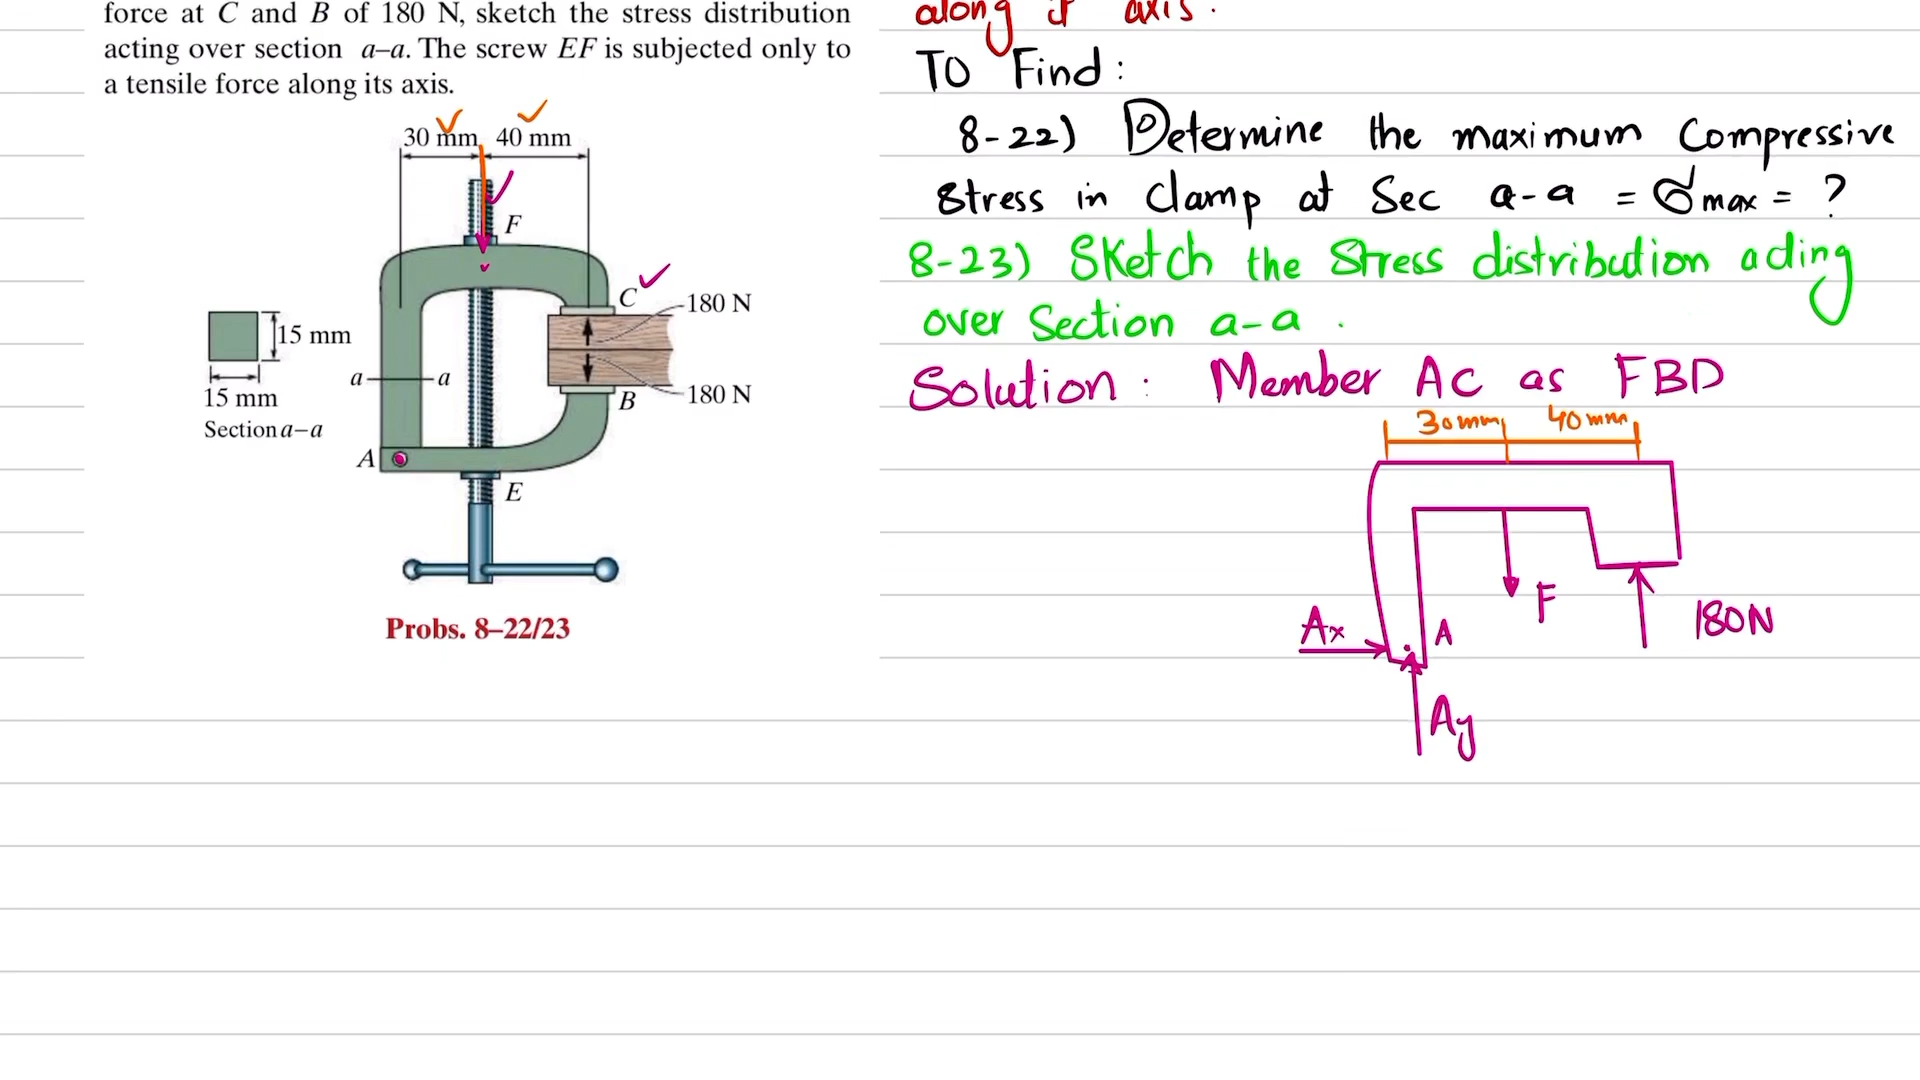 force at C and B of 180 N, sketch the stress distribution
acting over section a–a. The screw EF is subjected only to
a tensile force along its axis.
30 mm 40 mm
F
C
180 N
15 mm
a a
15 mm
180 N
B
Section a–a
A
E
Probs. 8–22/23
along it axis.
To Find:
8-22) Determine the maximum Compressive
Stress in clamp at Sec a-a = σmax = ?
8-23) Sketch the Stress distribution acting
over Section a-a .
Solution: Member AC as FBD
30mm 40mm
F
Ax A 180N
Ay